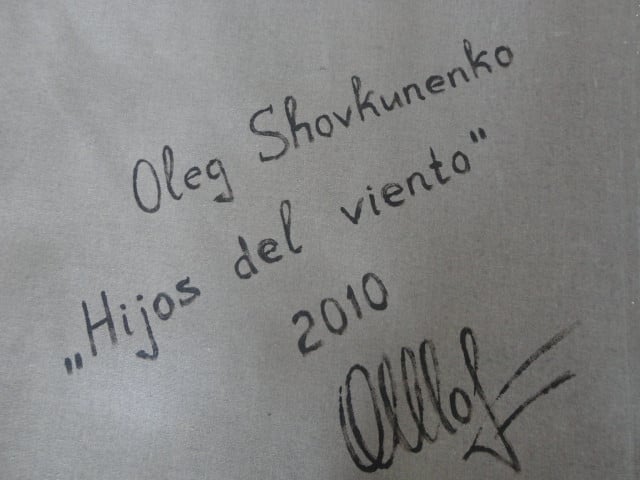 Oleg Shovkunenko
„Hijos del viento"
2010